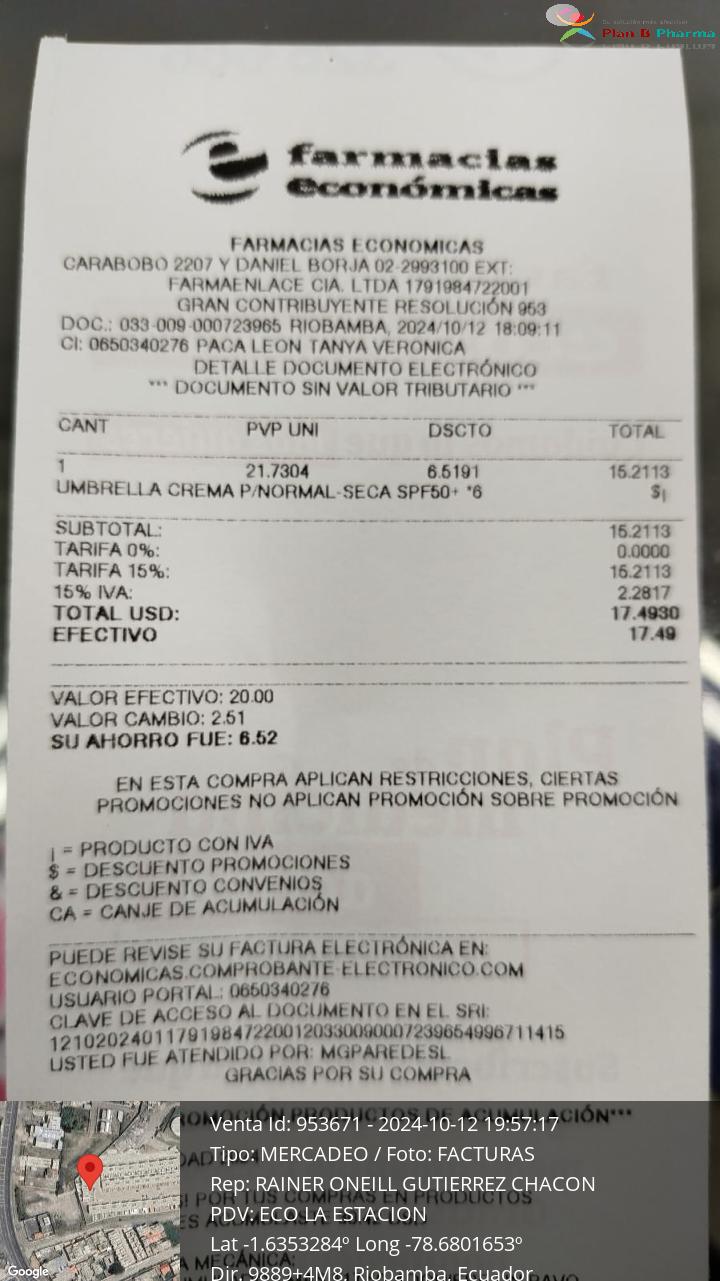 Plan B Pharma
farmacias
económicas
FARMACIAS ECONOMICAS
CARABOBO 2207 Y DANIEL BORJA 02-2993100 EXT:
FARMAENLACE CIA. LTDA 1791984722001
GRAN CONTRIBUYENTE RESOLUCIÓN 953
DOC.: 033-009-000723965 RIOBAMBA, 2024/10/12 18:09:11
CI: 0650340276 PACA LEON TANYA VERONICA
DETALLE DOCUMENTO ELECTRÓNICO
*** DOCUMENTO SIN VALOR TRIBUTARIO ***
CANT PVP UNI DSCTO TOTAL
1 21.7304 6.5191 15.2113
UMBRELLA CREMA P/NORMAL-SECA SPF50+ *6 $¡
SUBTOTAL: 15.2113
TARIFA 0%: 0.0000
TARIFA 15%: 15.2113
15% IVA: 2.2817
TOTAL USD: 17.4930
EFECTIVO 17.49
VALOR EFECTIVO: 20.00
VALOR CAMBIO: 2.51
SU AHORRO FUE: 6.52
EN ESTA COMPRA APLICAN RESTRICCIONES, CIERTAS
PROMOCIONES NO APLICAN PROMOCIÓN SOBRE PROMOCIÓN
¡ = PRODUCTO CON IVA
$ = DESCUENTO PROMOCIONES
& = DESCUENTO CONVENIOS
CA = CANJE DE ACUMULACIÓN
PUEDE REVISE SU FACTURA ELECTRÓNICA EN:
ECONOMICAS.COMPROBANTE-ELECTRONICO.COM
USUARIO PORTAL: 0650340276
CLAVE DE ACCESO AL DOCUMENTO EN EL SRI:
1210202401179198472200120330090007239654996711415
USTED FUE ATENDIDO POR: MGPAREDESL
GRACIAS POR SU COMPRA
PRODUCTOS DE ACUMULACIÓN***
Venta Id: 953671 - 2024-10-12 19:57:17
Tipo: MERCADEO / Foto: FACTURAS
Rep: RAINER ONEILL GUTIERREZ CHACON
POR TUS COMPRAS EN PRODUCTOS
PDV: ECO.LA ESTACION
Lat -1.6353284º Long -78.6801653º
MECÁNICA:
Dir. 9889+4M8, Riobamba, Ecuador
Google